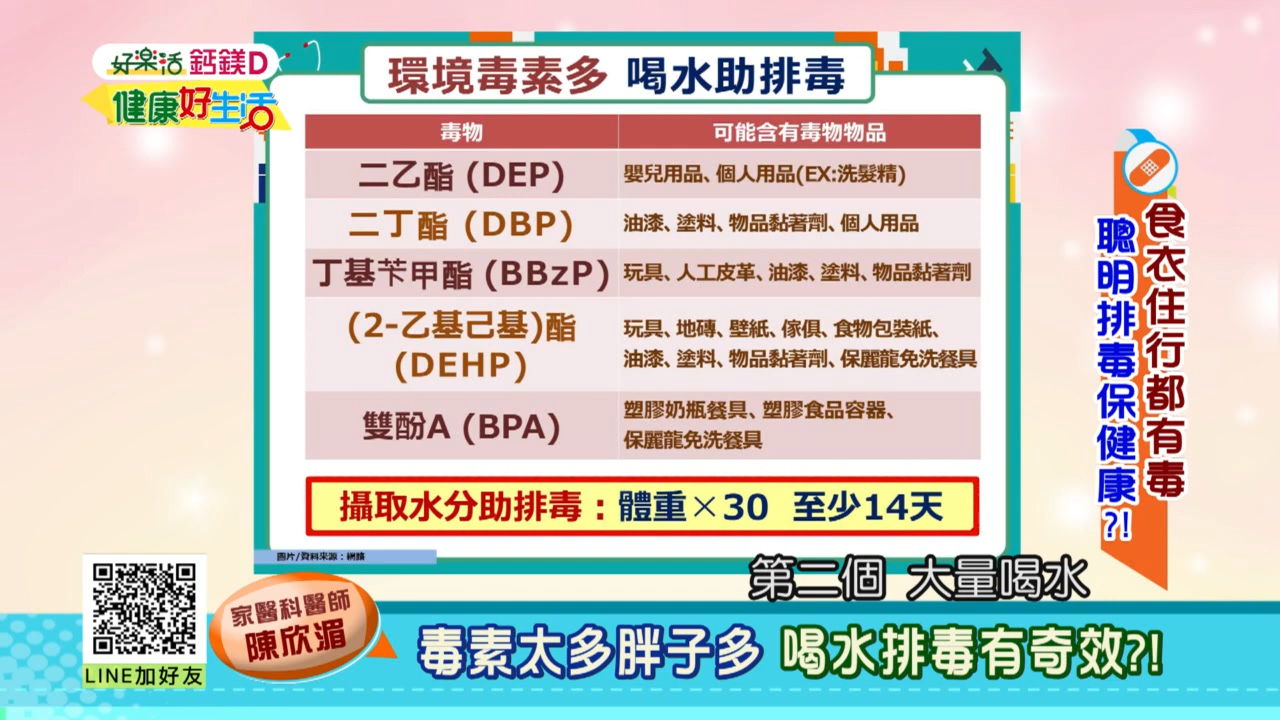 好樂活 鈣鎂D
健康好生活
環境毒素多 喝水助排毒
毒物
可能含有毒物物品
二乙酯 (DEP)
嬰兒用品、個人用品(EX:洗髮精)
二丁酯 (DBP)
油漆、塗料、物品黏著劑、個人用品
丁基苄甲酯 (BBzP)
玩具、人工皮革、油漆、塗料、物品黏著劑
(2-乙基己基)酯
(DEHP)
玩具、地磚、壁紙、傢俱、食物包裝紙、
油漆、塗料、物品黏著劑、保麗龍免洗餐具
雙酚A (BPA)
塑膠奶瓶餐具、塑膠食品容器、
保麗龍免洗餐具
攝取水分助排毒：體重×30 至少14天
圖片/資料來源：網路
食衣住行都有毒
聰明排毒保健康?!
第二個 大量喝水
家醫科醫師
陳欣湄
毒素太多胖子多 喝水排毒有奇效?!
LINE加好友